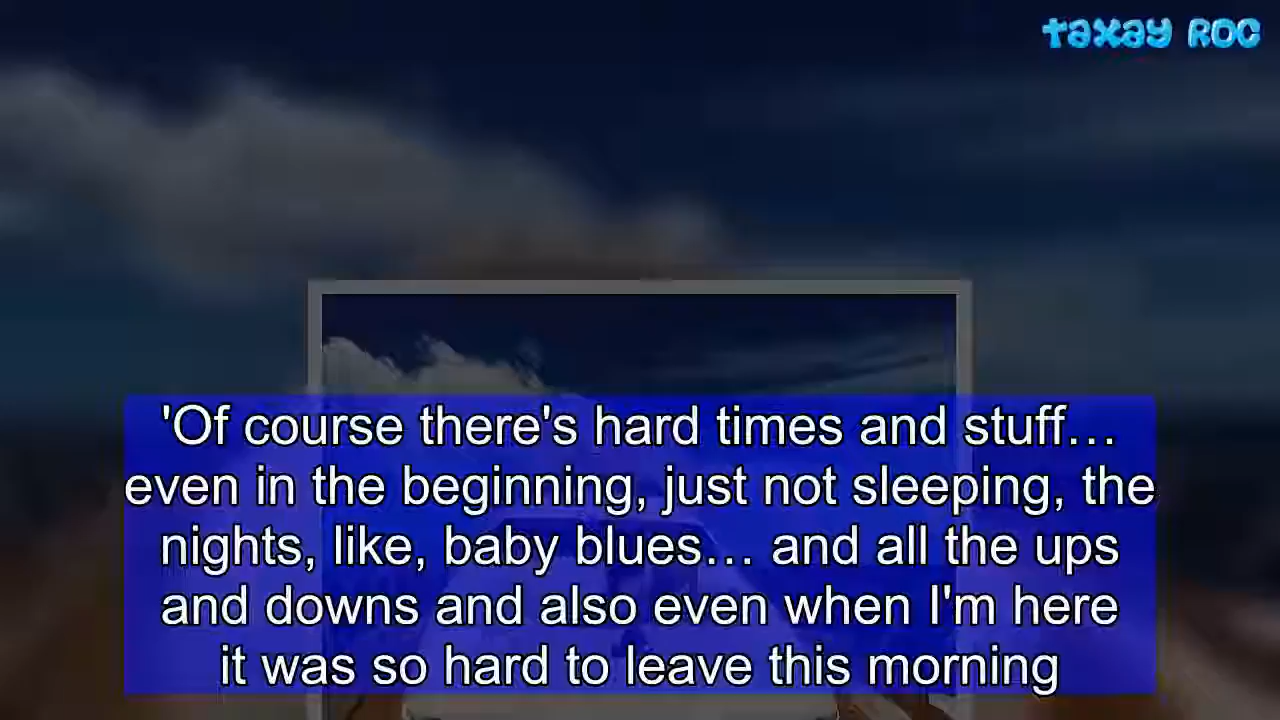 taxay ROC
'Of course there's hard times and stuff…
even in the beginning, just not sleeping, the
nights, like, baby blues… and all the ups
and downs and also even when I'm here
it was so hard to leave this morning